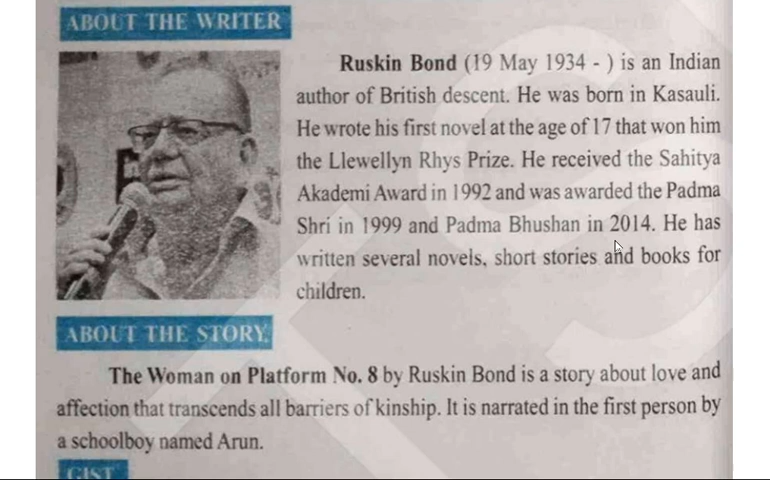 ABOUT THE WRITER
Ruskin Bond (19 May 1934 - ) is an Indian
author of British descent. He was born in Kasauli.
He wrote his first novel at the age of 17 that won him
the Llewellyn Rhys Prize. He received the Sahitya
Akademi Award in 1992 and was awarded the Padma
Shri in 1999 and Padma Bhushan in 2014. He has
written several novels, short stories and books for
children.
ABOUT THE STORY
The Woman on Platform No. 8 by Ruskin Bond is a story about love and
affection that transcends all barriers of kinship. It is narrated in the first person by
a schoolboy named Arun.
GIST